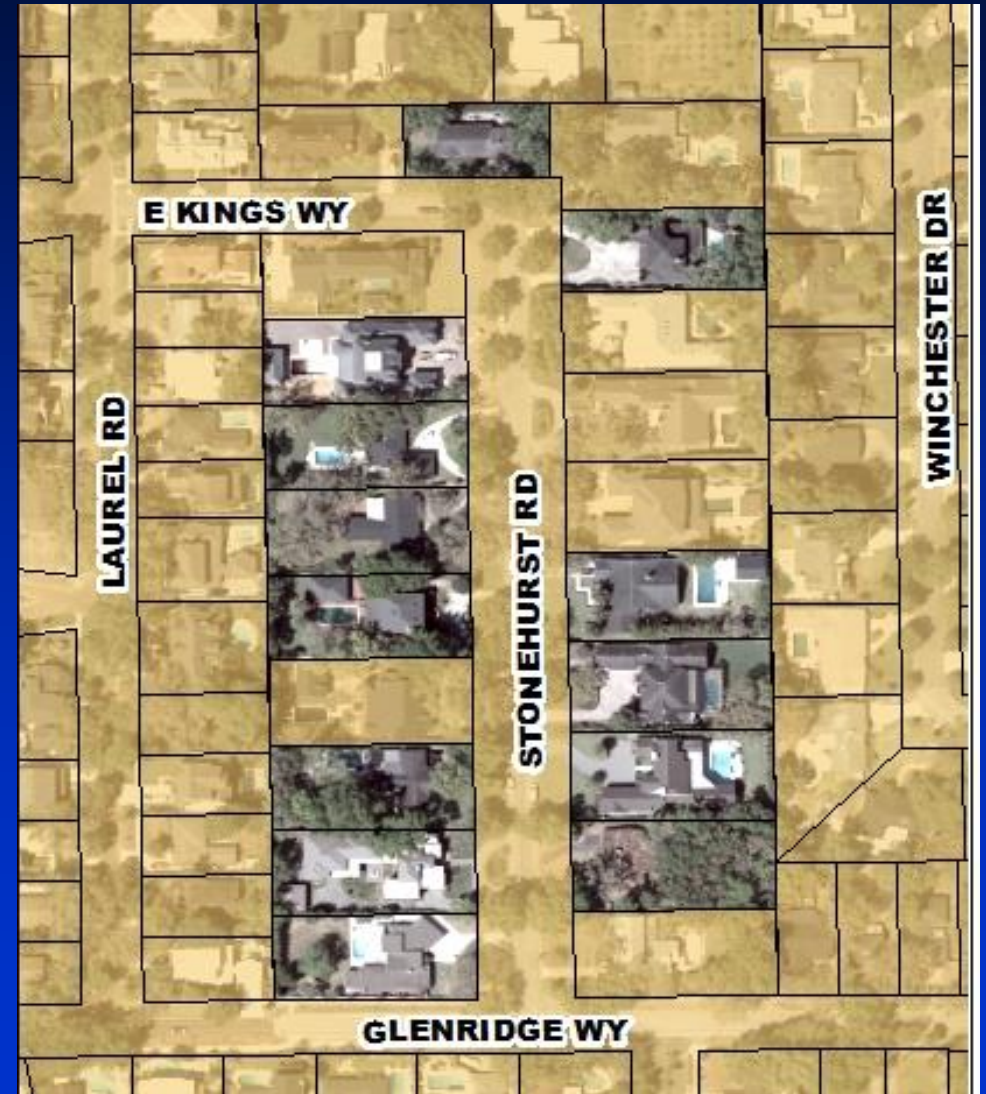 E KINGS WY
WINCHESTER DR
LAUREL RD
STONEHURST RD
GLENRIDGE WY